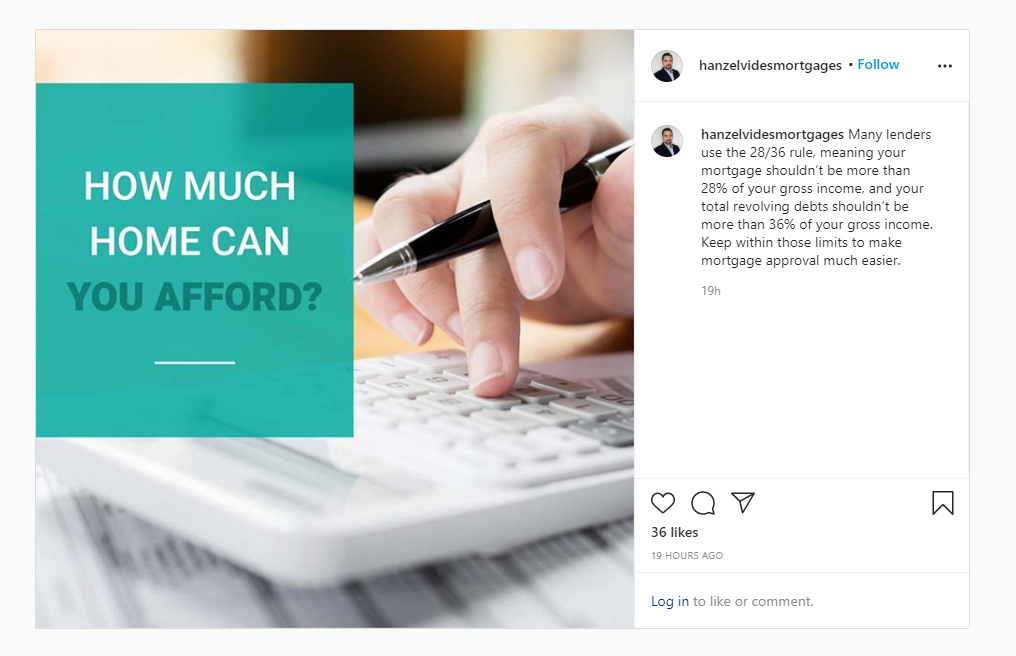 HOW MUCH
HOME CAN
YOU AFFORD?
hanzelvidesmortgages • Follow
hanzelvidesmortgages Many lenders
use the 28/36 rule, meaning your
mortgage shouldn't be more than
28% of your gross income, and your
total revolving debts shouldn't be
more than 36% of your gross income.
Keep within those limits to make
mortgage approval much easier.
19h
36 likes
19 HOURS AGO
Log in to like or comment.